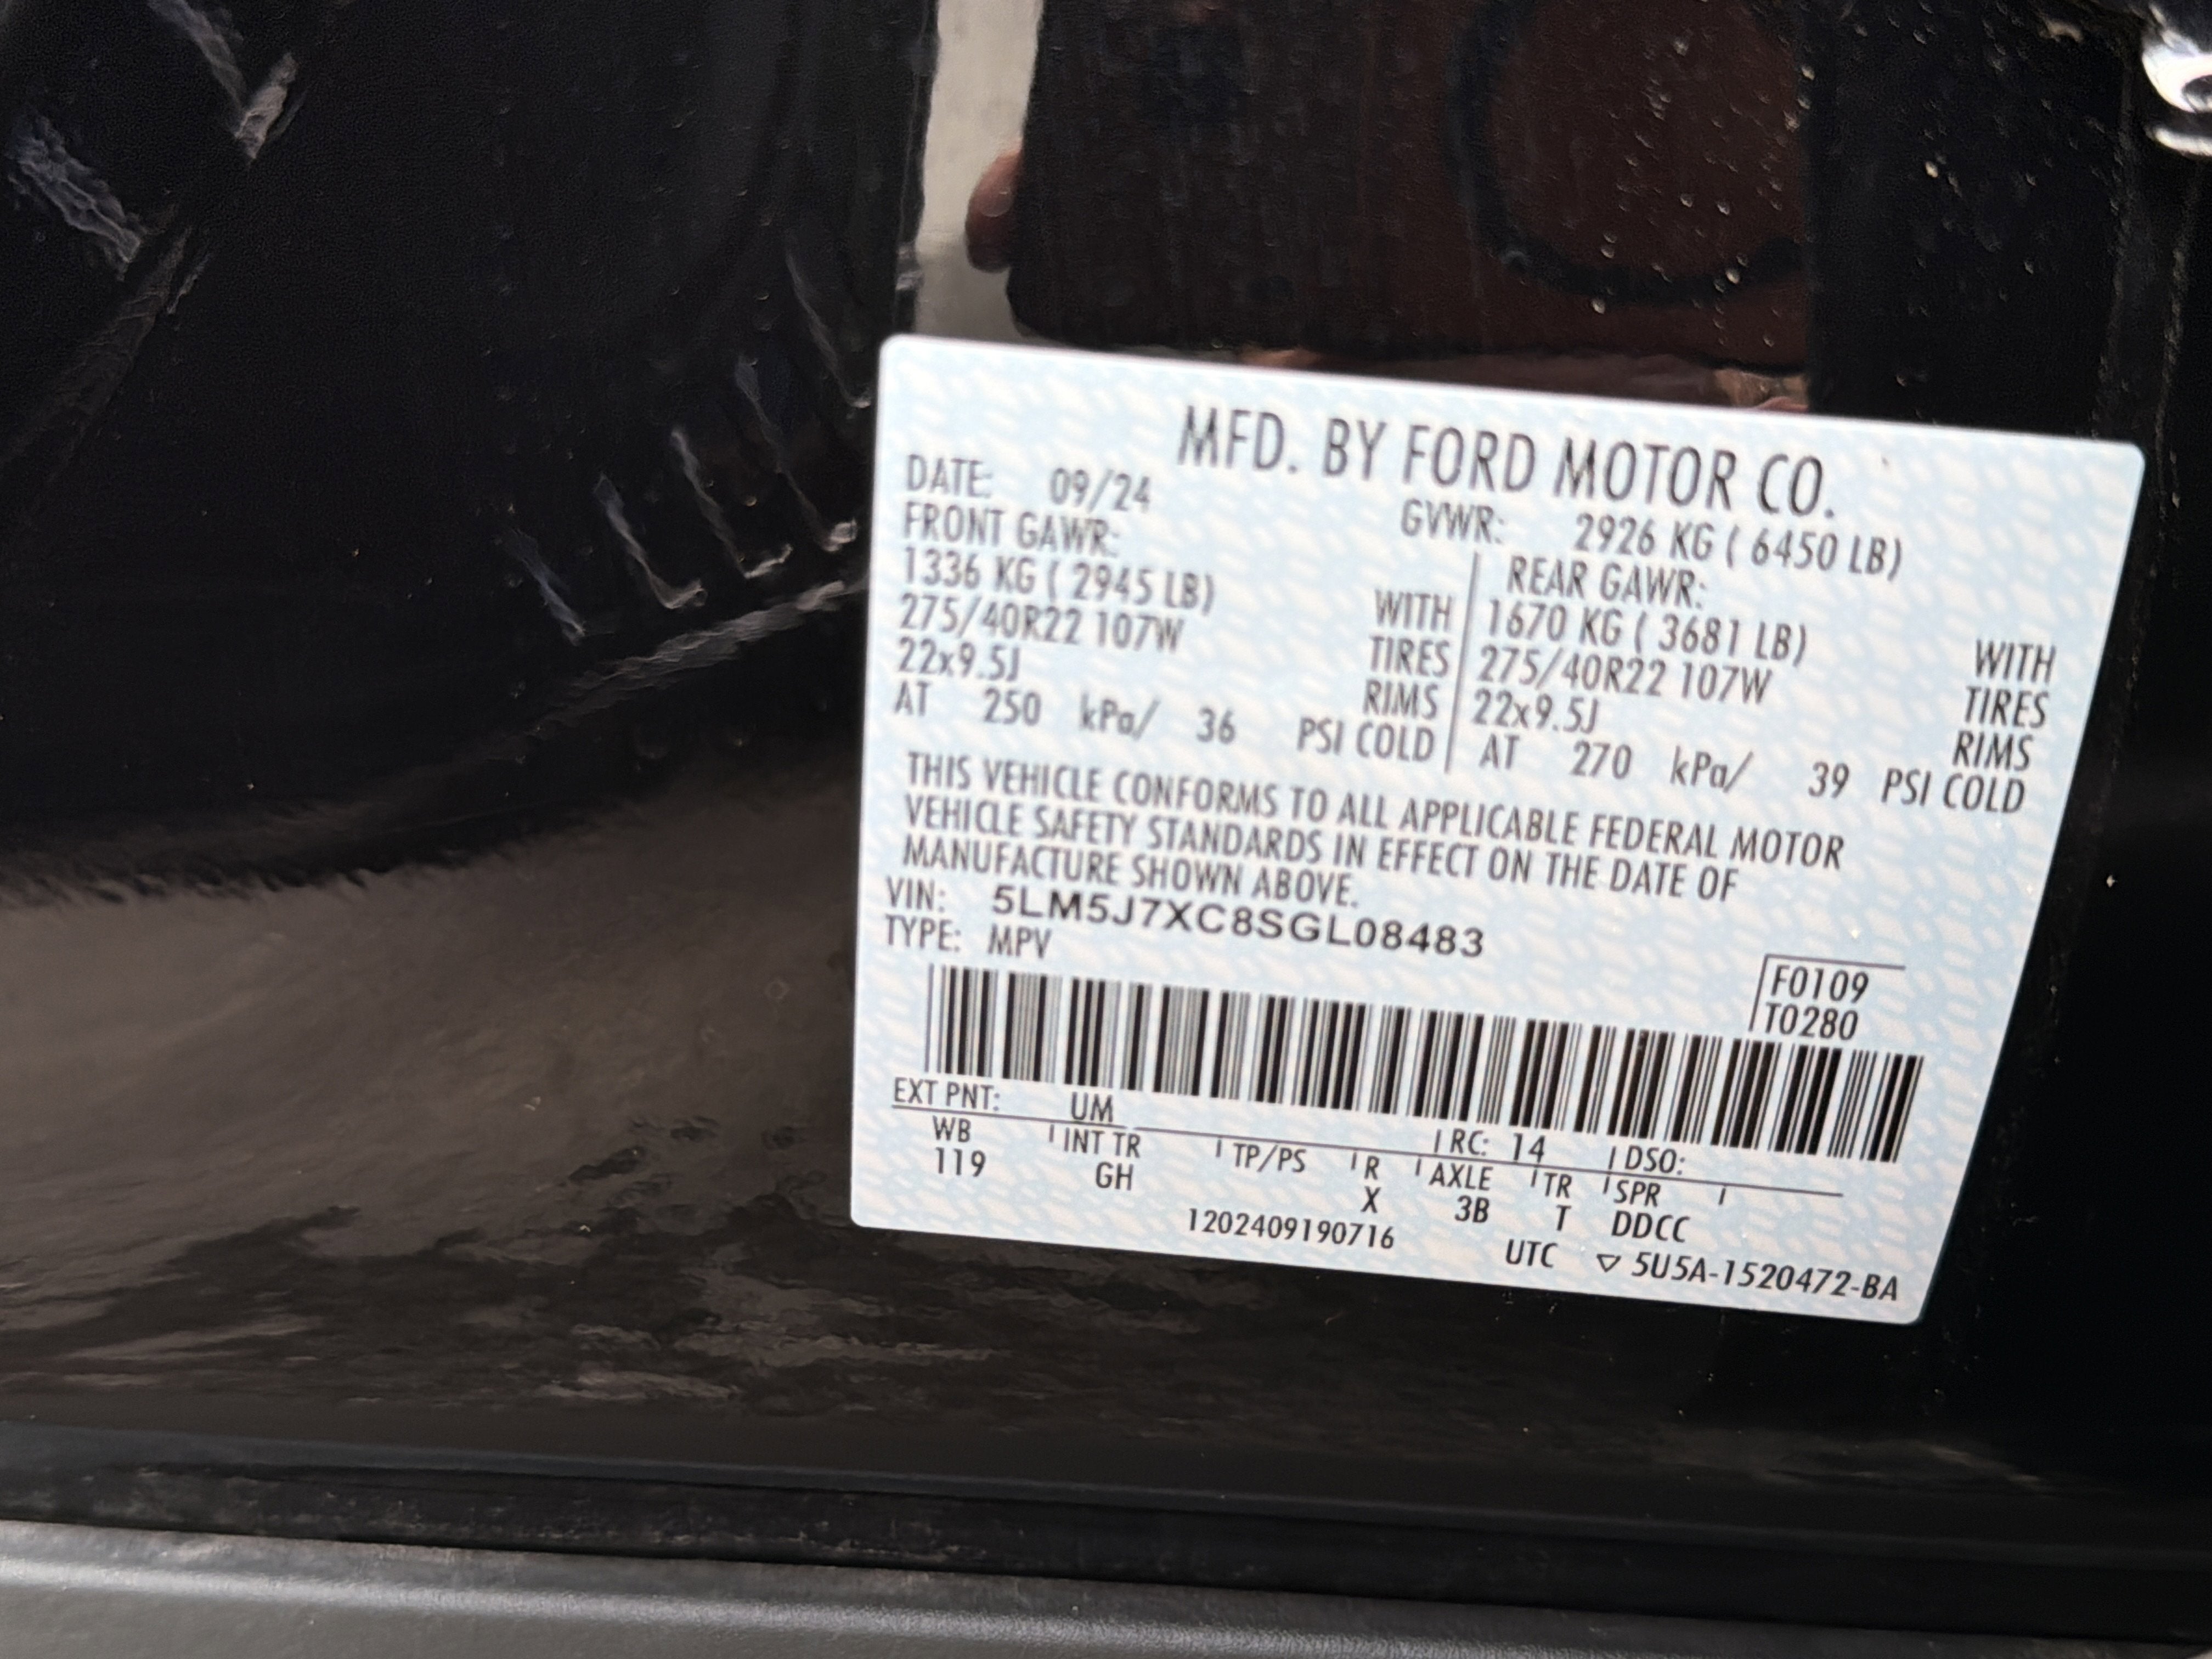 MFD. BY FORD MOTOR CO.
DATE: 09/24 GVWR: 2926 KG ( 6450 LB)
FRONT GAWR: REAR GAWR:
1336 KG ( 2945 LB) WITH 1670 KG ( 3681 LB) WITH
275/40R22 107W TIRES 275/40R22 107W TIRES
22x9.5J RIMS 22x9.5J RIMS
AT 250 kPa/ 36 PSI COLD AT 270 kPa/ 39 PSI COLD
THIS VEHICLE CONFORMS TO ALL APPLICABLE FEDERAL MOTOR
VEHICLE SAFETY STANDARDS IN EFFECT ON THE DATE OF
MANUFACTURE SHOWN ABOVE.
VIN: 5LM5J7XC8SGL08483
TYPE: MPV
F0109
T0280
EXT PNT: UM RC: 14 DSO:
WB INT TR TP/PS R AXLE TR SPR
119 GH X 3B T DDCC
1202409190716 UTC ▽ 5U5A-1520472-BA